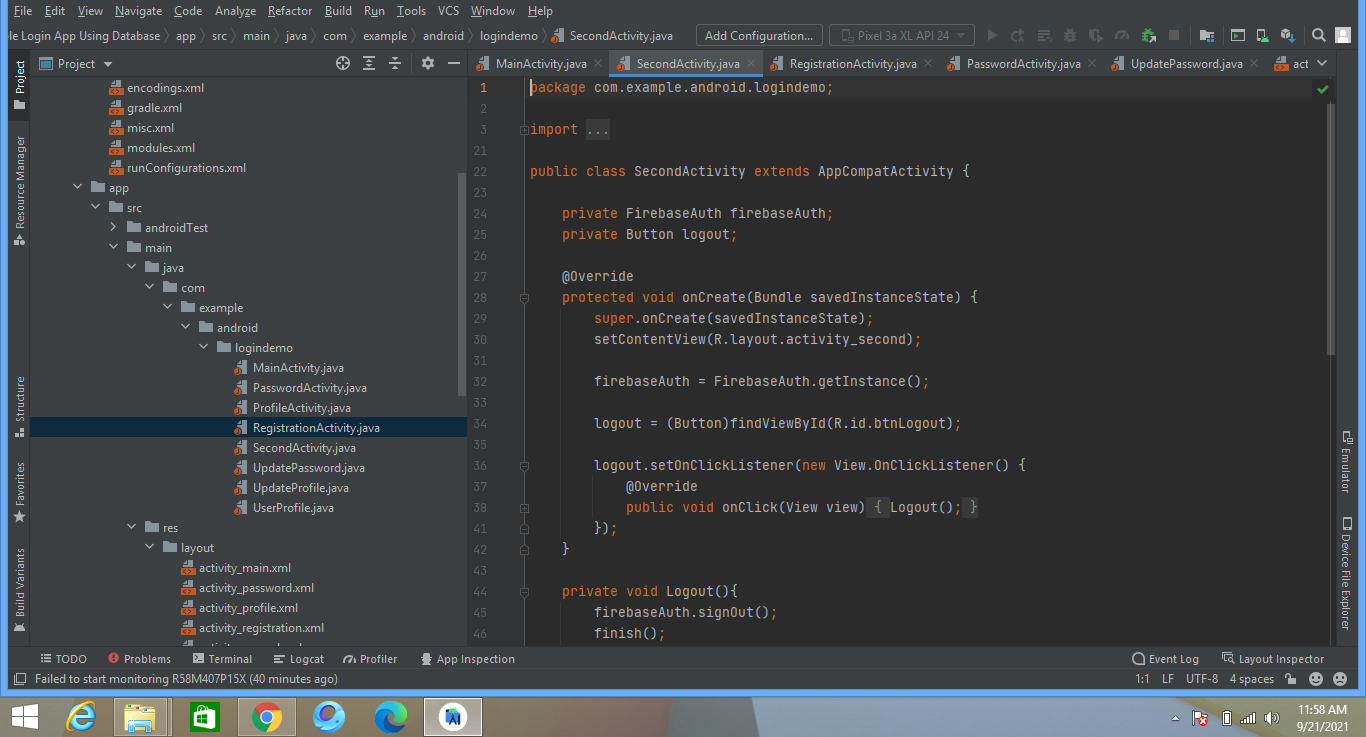 File Edit View Navigate Code Analyze Refactor Build Run Tools VCS Window Help
le Login App Using Database app src main java com example android logindemo SecondActivity.java Add Configuration... Pixel 3a XL API 24
Project
MainActivity.java SecondActivity.java RegistrationActivity.java PasswordActivity.java UpdatePassword.java act
Project
Resource Manager
Structure
Favorites
Build Variants
encodings.xml
gradle.xml
misc.xml
modules.xml
runConfigurations.xml
app
src
androidTest
main
java
com
example
android
logindemo
MainActivity.java
PasswordActivity.java
ProfileActivity.java
RegistrationActivity.java
SecondActivity.java
UpdatePassword.java
UpdateProfile.java
UserProfile.java
res
layout
activity_main.xml
activity_password.xml
activity_profile.xml
activity_registration.xml
1 package com.example.android.logindemo;
2
3 import ...
21
22 public class SecondActivity extends AppCompatActivity {
23
24 private FirebaseAuth firebaseAuth;
25 private Button logout;
26
27 @Override
28 protected void onCreate(Bundle savedInstanceState) {
29 super.onCreate(savedInstanceState);
30 setContentView(R.layout.activity_second);
31
32 firebaseAuth = FirebaseAuth.getInstance();
33
34 logout = (Button)findViewById(R.id.btnLogout);
35
36 logout.setOnClickListener(new View.OnClickListener() {
37 @Override
38 public void onClick(View view) { Logout(); }
41 });
42 }
43
44 private void Logout(){
45 firebaseAuth.signOut();
46 finish();
Emulator
Device File Explorer
TODO Problems Terminal Logcat Profiler App Inspection Event Log Layout Inspector
Failed to start monitoring R58M407P15X (40 minutes ago) 1:1 LF UTF-8 4 spaces
11:58 AM
9/21/2021